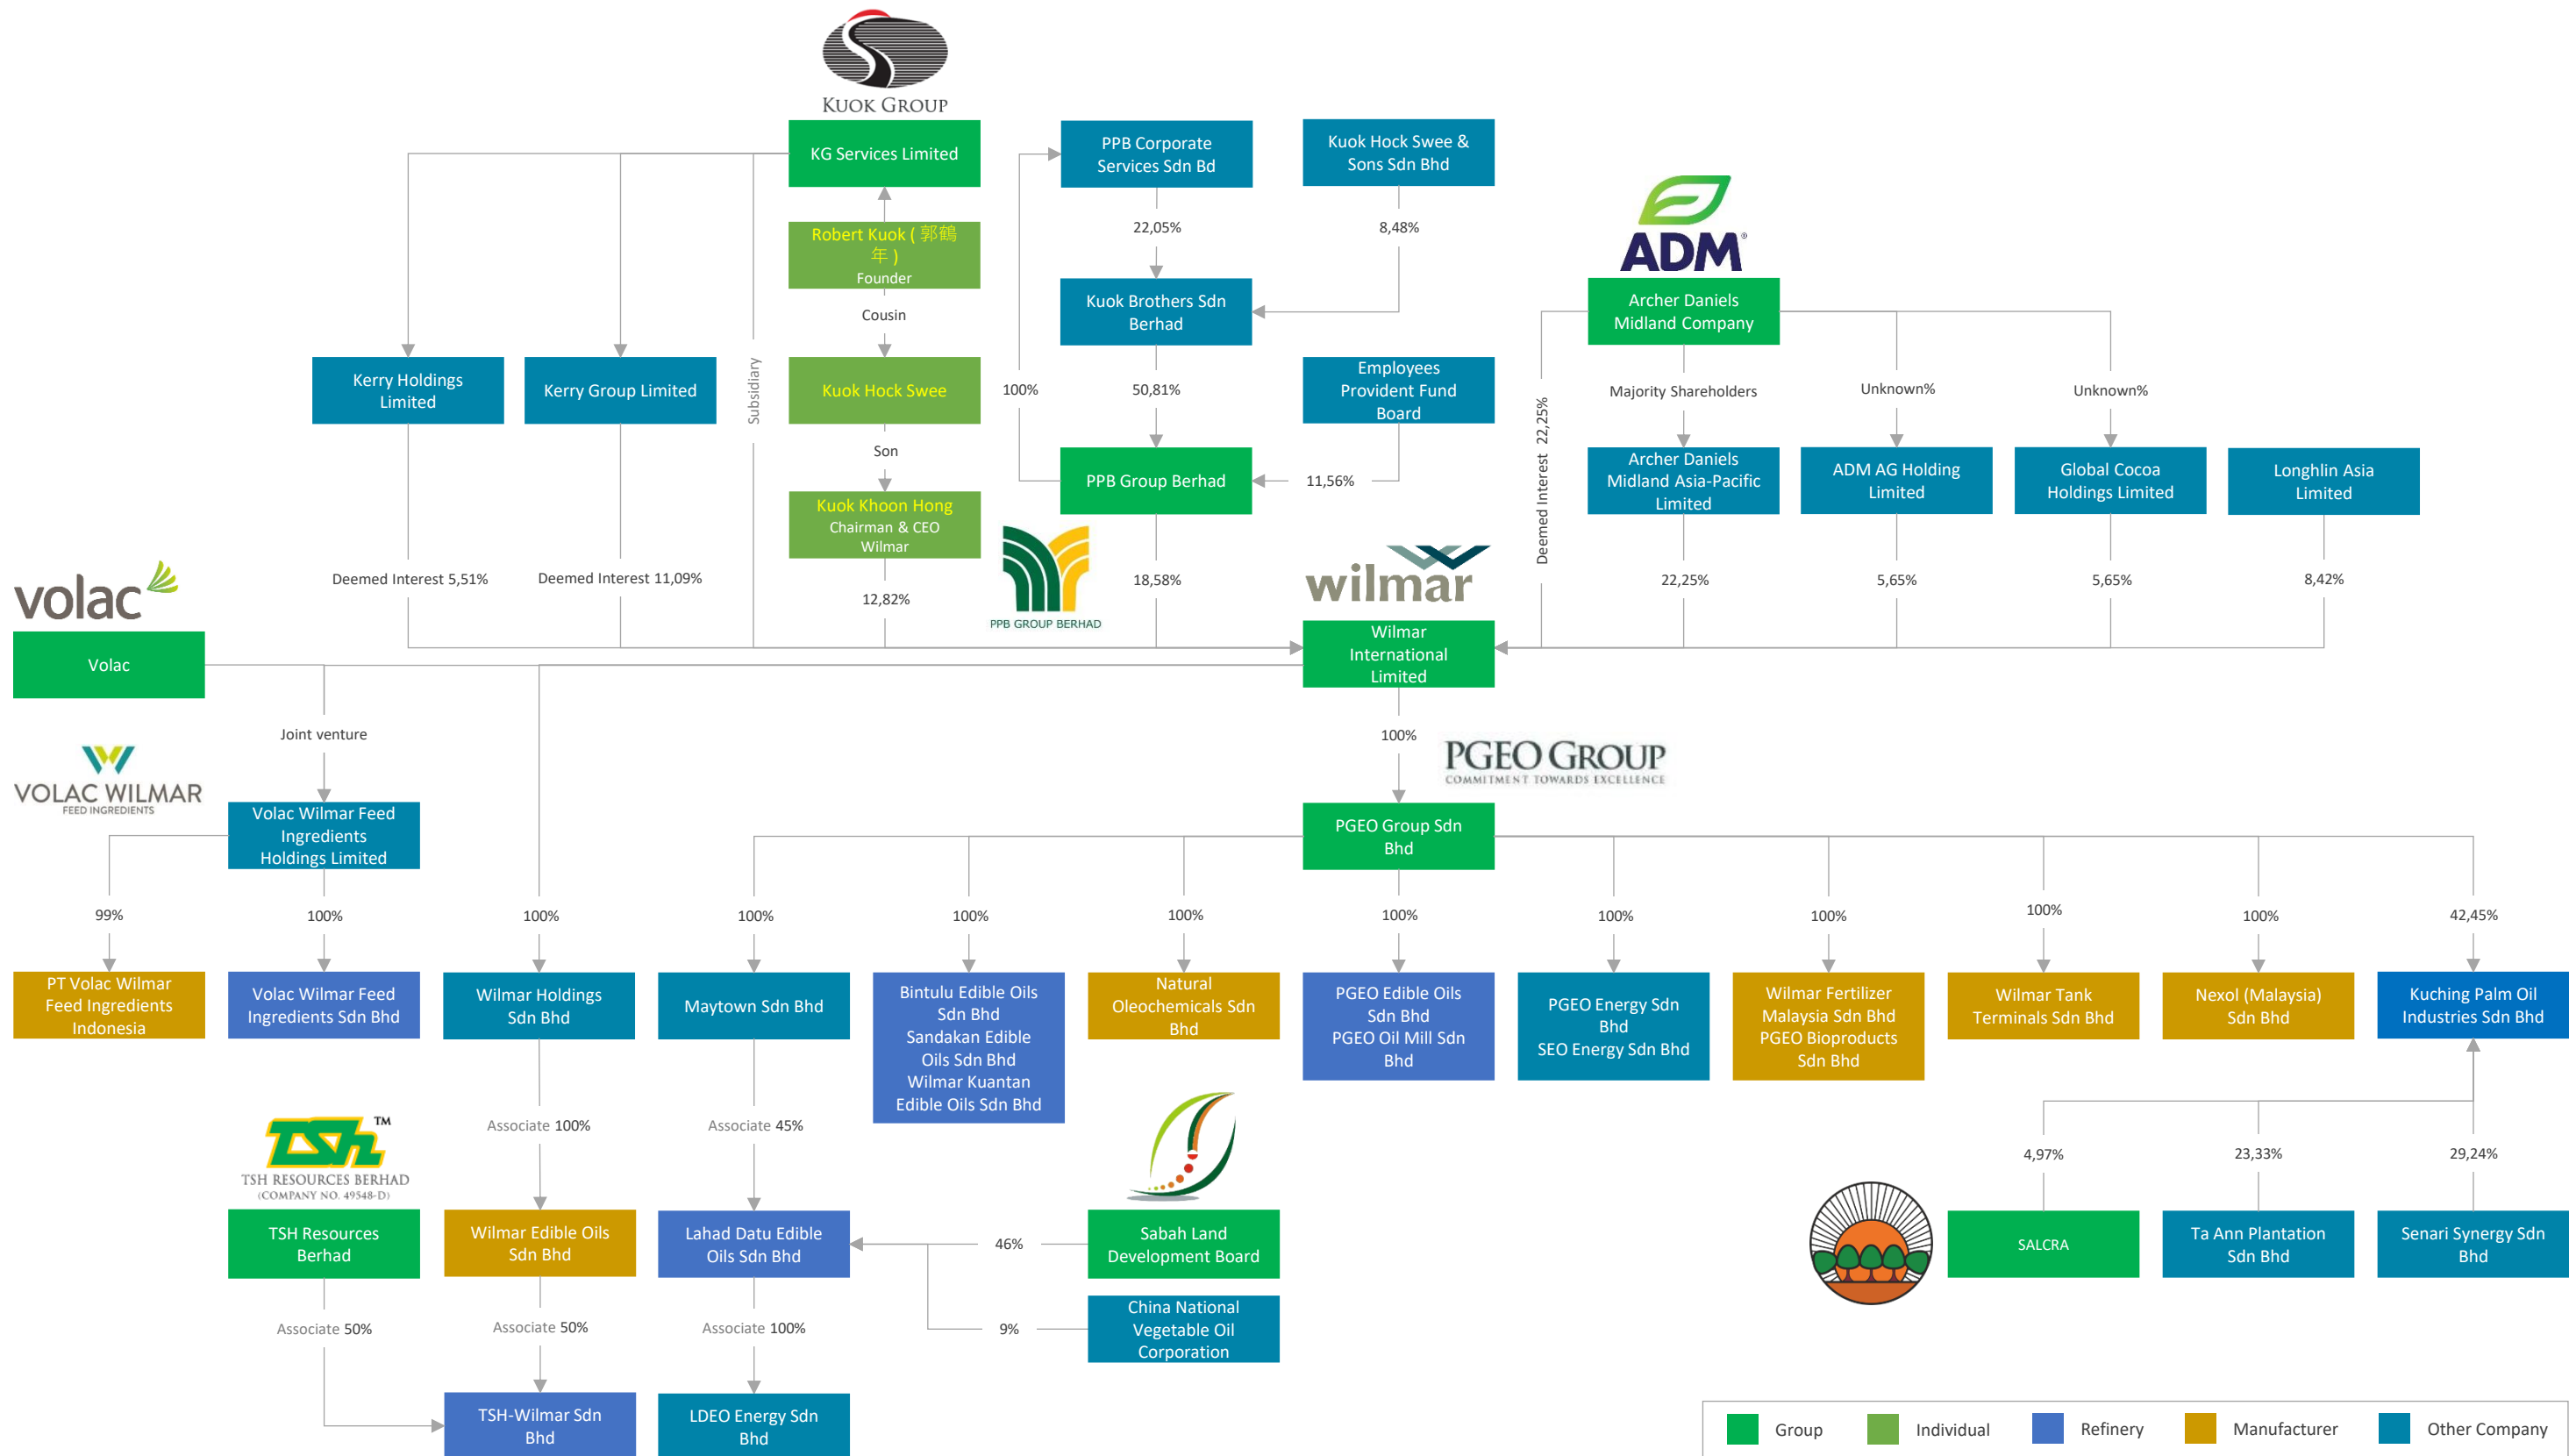 KUOK GROUP
KG Services Limited
PPB Corporate
Services Sdn Bd
Kuok Hock Swee &
Sons Sdn Bhd
22,05%
8,48%
Robert Kuok ( 郭鶴
年 )
Founder
ADM®
Kuok Brothers Sdn
Berhad
Archer Daniels
Midland Company
Cousin
Kerry Holdings
Limited
Kerry Group Limited
Subsidiary
Kuok Hock Swee
100%
50,81%
Employees
Provident Fund
Board
Deemed Interest 22,25%
Majority Shareholders
Unknown%
Unknown%
Son
PPB Group Berhad
11,56%
Archer Daniels
Midland Asia-Pacific
Limited
ADM AG Holding
Limited
Global Cocoa
Holdings Limited
Longhlin Asia
Limited
Kuok Khoon Hong
Chairman & CEO
Wilmar
Deemed Interest 5,51%
Deemed Interest 11,09%
12,82%
PPB GROUP BERHAD
18,58%
wilmar
22,25%
5,65%
5,65%
8,42%
volac
Volac
Wilmar
International
Limited
Joint venture
100%
PGEO GROUP
COMMITMENT TOWARDS EXCELLENCE
VOLAC WILMAR
FEED INGREDIENTS
Volac Wilmar Feed
Ingredients
Holdings Limited
PGEO Group Sdn
Bhd
99%
100%
100%
100%
100%
100%
100%
100%
100%
100%
100%
42,45%
PT Volac Wilmar
Feed Ingredients
Indonesia
Volac Wilmar Feed
Ingredients Sdn Bhd
Wilmar Holdings
Sdn Bhd
Maytown Sdn Bhd
Bintulu Edible Oils
Sdn Bhd
Sandakan Edible
Oils Sdn Bhd
Wilmar Kuantan
Edible Oils Sdn Bhd
Natural
Oleochemicals Sdn
Bhd
PGEO Edible Oils
Sdn Bhd
PGEO Oil Mill Sdn
Bhd
PGEO Energy Sdn
Bhd
SEO Energy Sdn Bhd
Wilmar Fertilizer
Malaysia Sdn Bhd
PGEO Bioproducts
Sdn Bhd
Wilmar Tank
Terminals Sdn Bhd
Nexol (Malaysia)
Sdn Bhd
Kuching Palm Oil
Industries Sdn Bhd
TSH ™
TSH RESOURCES BERHAD
(COMPANY NO. 49548-D)
Associate 100%
Associate 45%
4,97%
23,33%
29,24%
TSH Resources
Berhad
Wilmar Edible Oils
Sdn Bhd
Lahad Datu Edible
Oils Sdn Bhd
46%
Sabah Land
Development Board
SALCRA
Ta Ann Plantation
Sdn Bhd
Senari Synergy Sdn
Bhd
Associate 50%
Associate 50%
Associate 100%
9%
China National
Vegetable Oil
Corporation
TSH-Wilmar Sdn
Bhd
LDEO Energy Sdn
Bhd
Group
Individual
Refinery
Manufacturer
Other Company